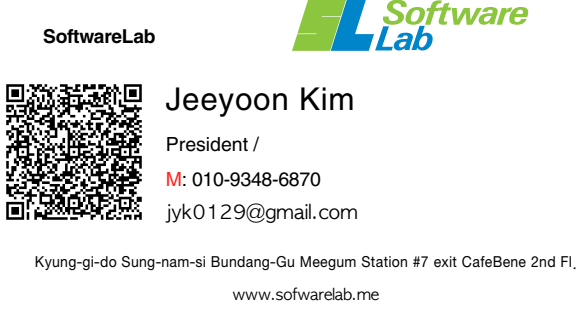 SoftwareLab
SL Software
Lab
Jeeyoon Kim
President /
M: 010-9348-6870
jyk0129@gmail.com
Kyung-gi-do Sung-nam-si Bundang-Gu Meegum Station #7 exit CafeBene 2nd Fl.
www.sofwarelab.me